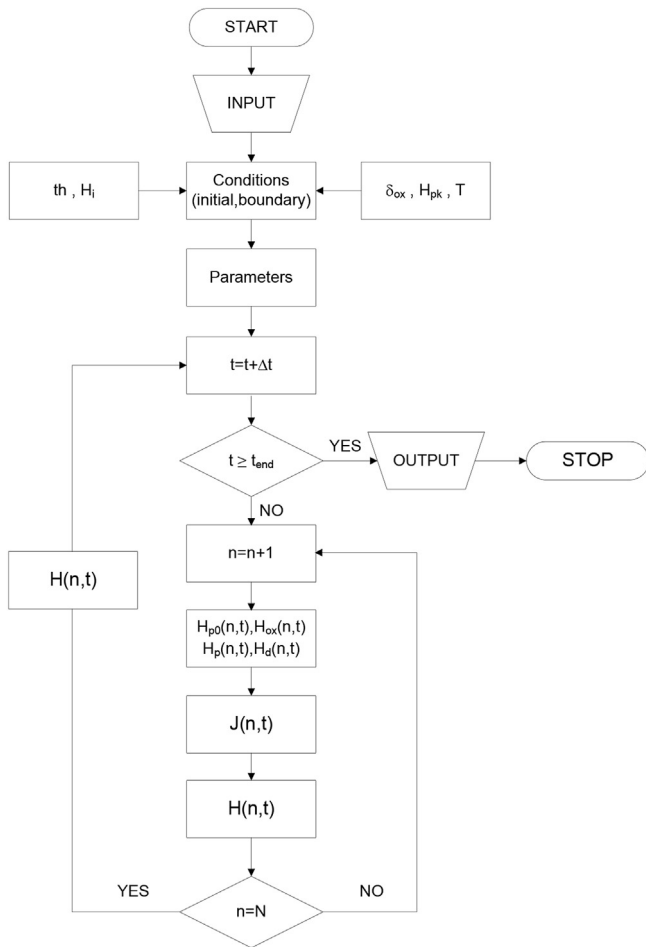 START
INPUT
Conditions
(initial,boundary)
th , Hᵢ
δₒₓ , Hₚₖ , T
Parameters
t=t+Δt
t ≥ tₑₙd
YES
OUTPUT
STOP
NO
n=n+1
H(n,t)
Hₚ₀(n,t),Hₒₓ(n,t)
Hₚ(n,t),H_d(n,t)
J(n,t)
H(n,t)
YES
n=N
NO